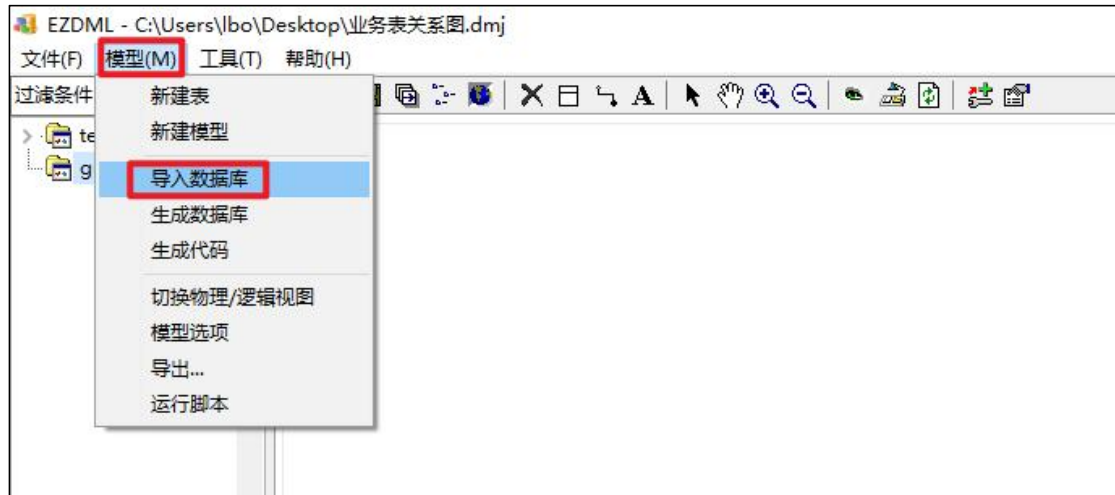 EZDML - C:\Users\lbo\Desktop\业务表关系图.dmj
文件(F) 模型(M) 工具(T) 帮助(H)
过滤条件
新建表
te
新建模型
g
导入数据库
生成数据库
生成代码
切换物理/逻辑视图
模型选项
导出...
运行脚本
A